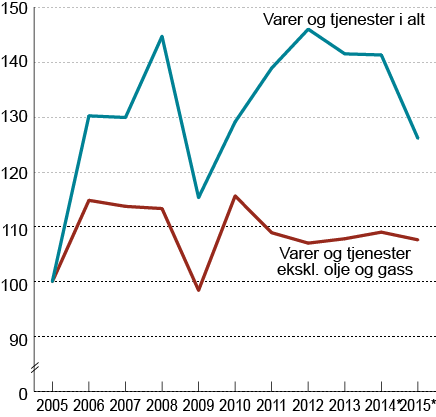 150
Varer og tjenester i alt
140
130
120
110
Varer og tjenester
ekskl. olje og gass
100
90
0
2005 2006 2007 2008 2009 2010 2011 2012 2013 2014* 2015*